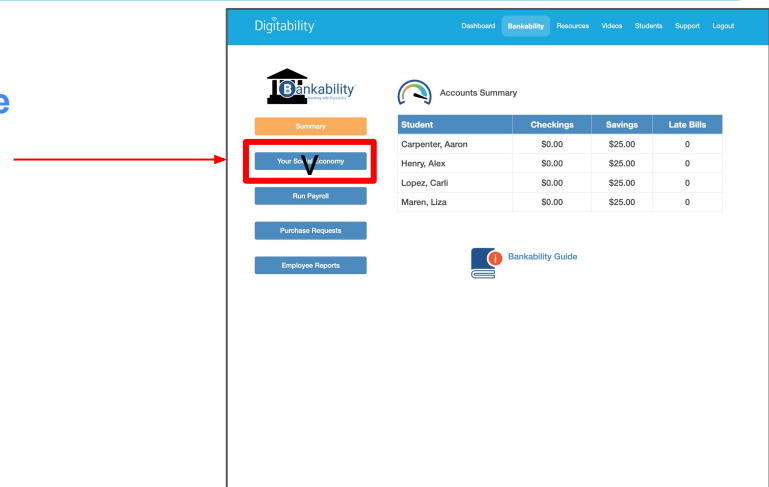 Digitability
Dashboard Bankability Resources Videos Students Support Logout
e
Bankability
Accounts Summary
Summary
Student Checkings Savings Late Bills
Carpenter, Aaron $0.00 $25.00 0
Your Economy
V
Henry, Alex $0.00 $25.00 0
Lopez, Carli $0.00 $25.00 0
Run Payroll
Maren, Liza $0.00 $25.00 0
Purchase Requests
Bankability Guide
Employee Reports